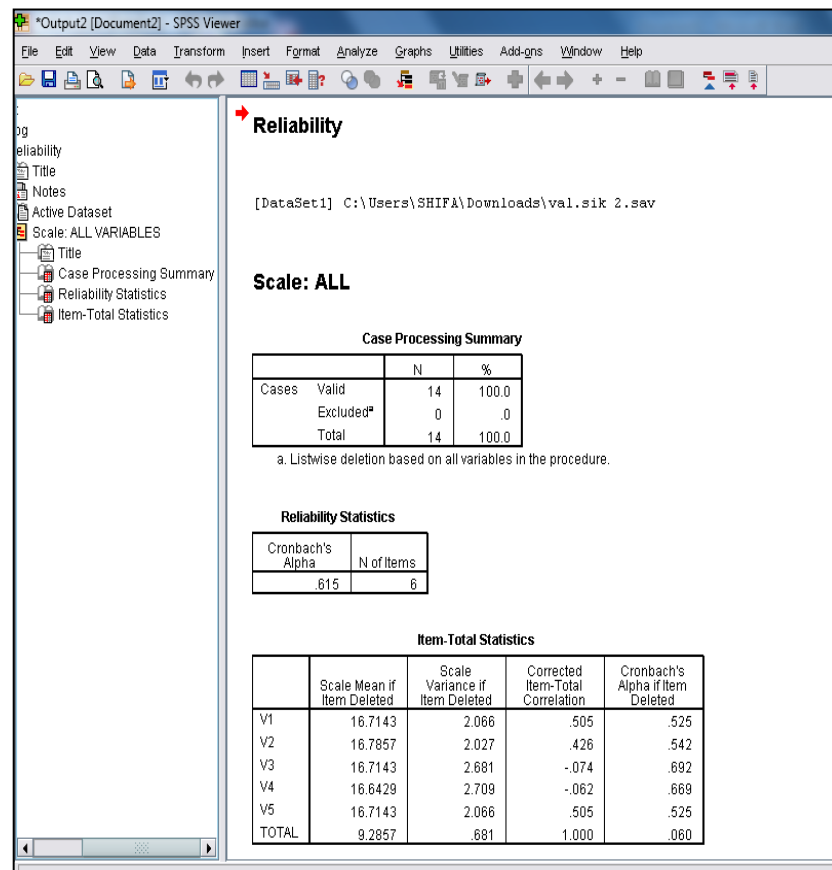 *Output2 [Document2] - SPSS Viewer
File Edit View Data Transform Insert Format Analyze Graphs Utilities Add-ons Window Help
og
eliability
Title
Notes
Active Dataset
Scale: ALL VARIABLES
Title
Case Processing Summary
Reliability Statistics
Item-Total Statistics
Reliability
[DataSet1] C:\Users\SHIFA\Downloads\val.sik 2.sav
Scale: ALL
Case Processing Summary
N %
Cases Valid 14 100.0
Excludedª 0 .0
Total 14 100.0
a. Listwise deletion based on all variables in the procedure.
Reliability Statistics
Cronbach's Alpha N of Items
.615 6
Item-Total Statistics
Scale Mean if Item Deleted Scale Variance if Item Deleted Corrected Item-Total Correlation Cronbach's Alpha if Item Deleted
V1 16.7143 2.066 .505 .525
V2 16.7857 2.027 .426 .542
V3 16.7143 2.681 -.074 .692
V4 16.6429 2.709 -.062 .669
V5 16.7143 2.066 .505 .525
TOTAL 9.2857 .681 1.000 .060